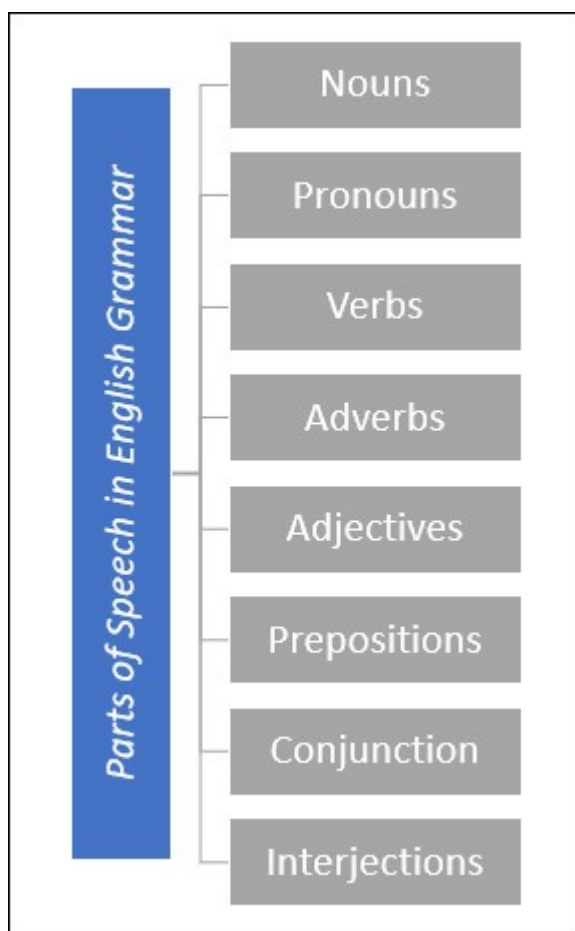 Parts of Speech in English Grammar
Nouns
Pronouns
Verbs
Adverbs
Adjectives
Prepositions
Conjunction
Interjections